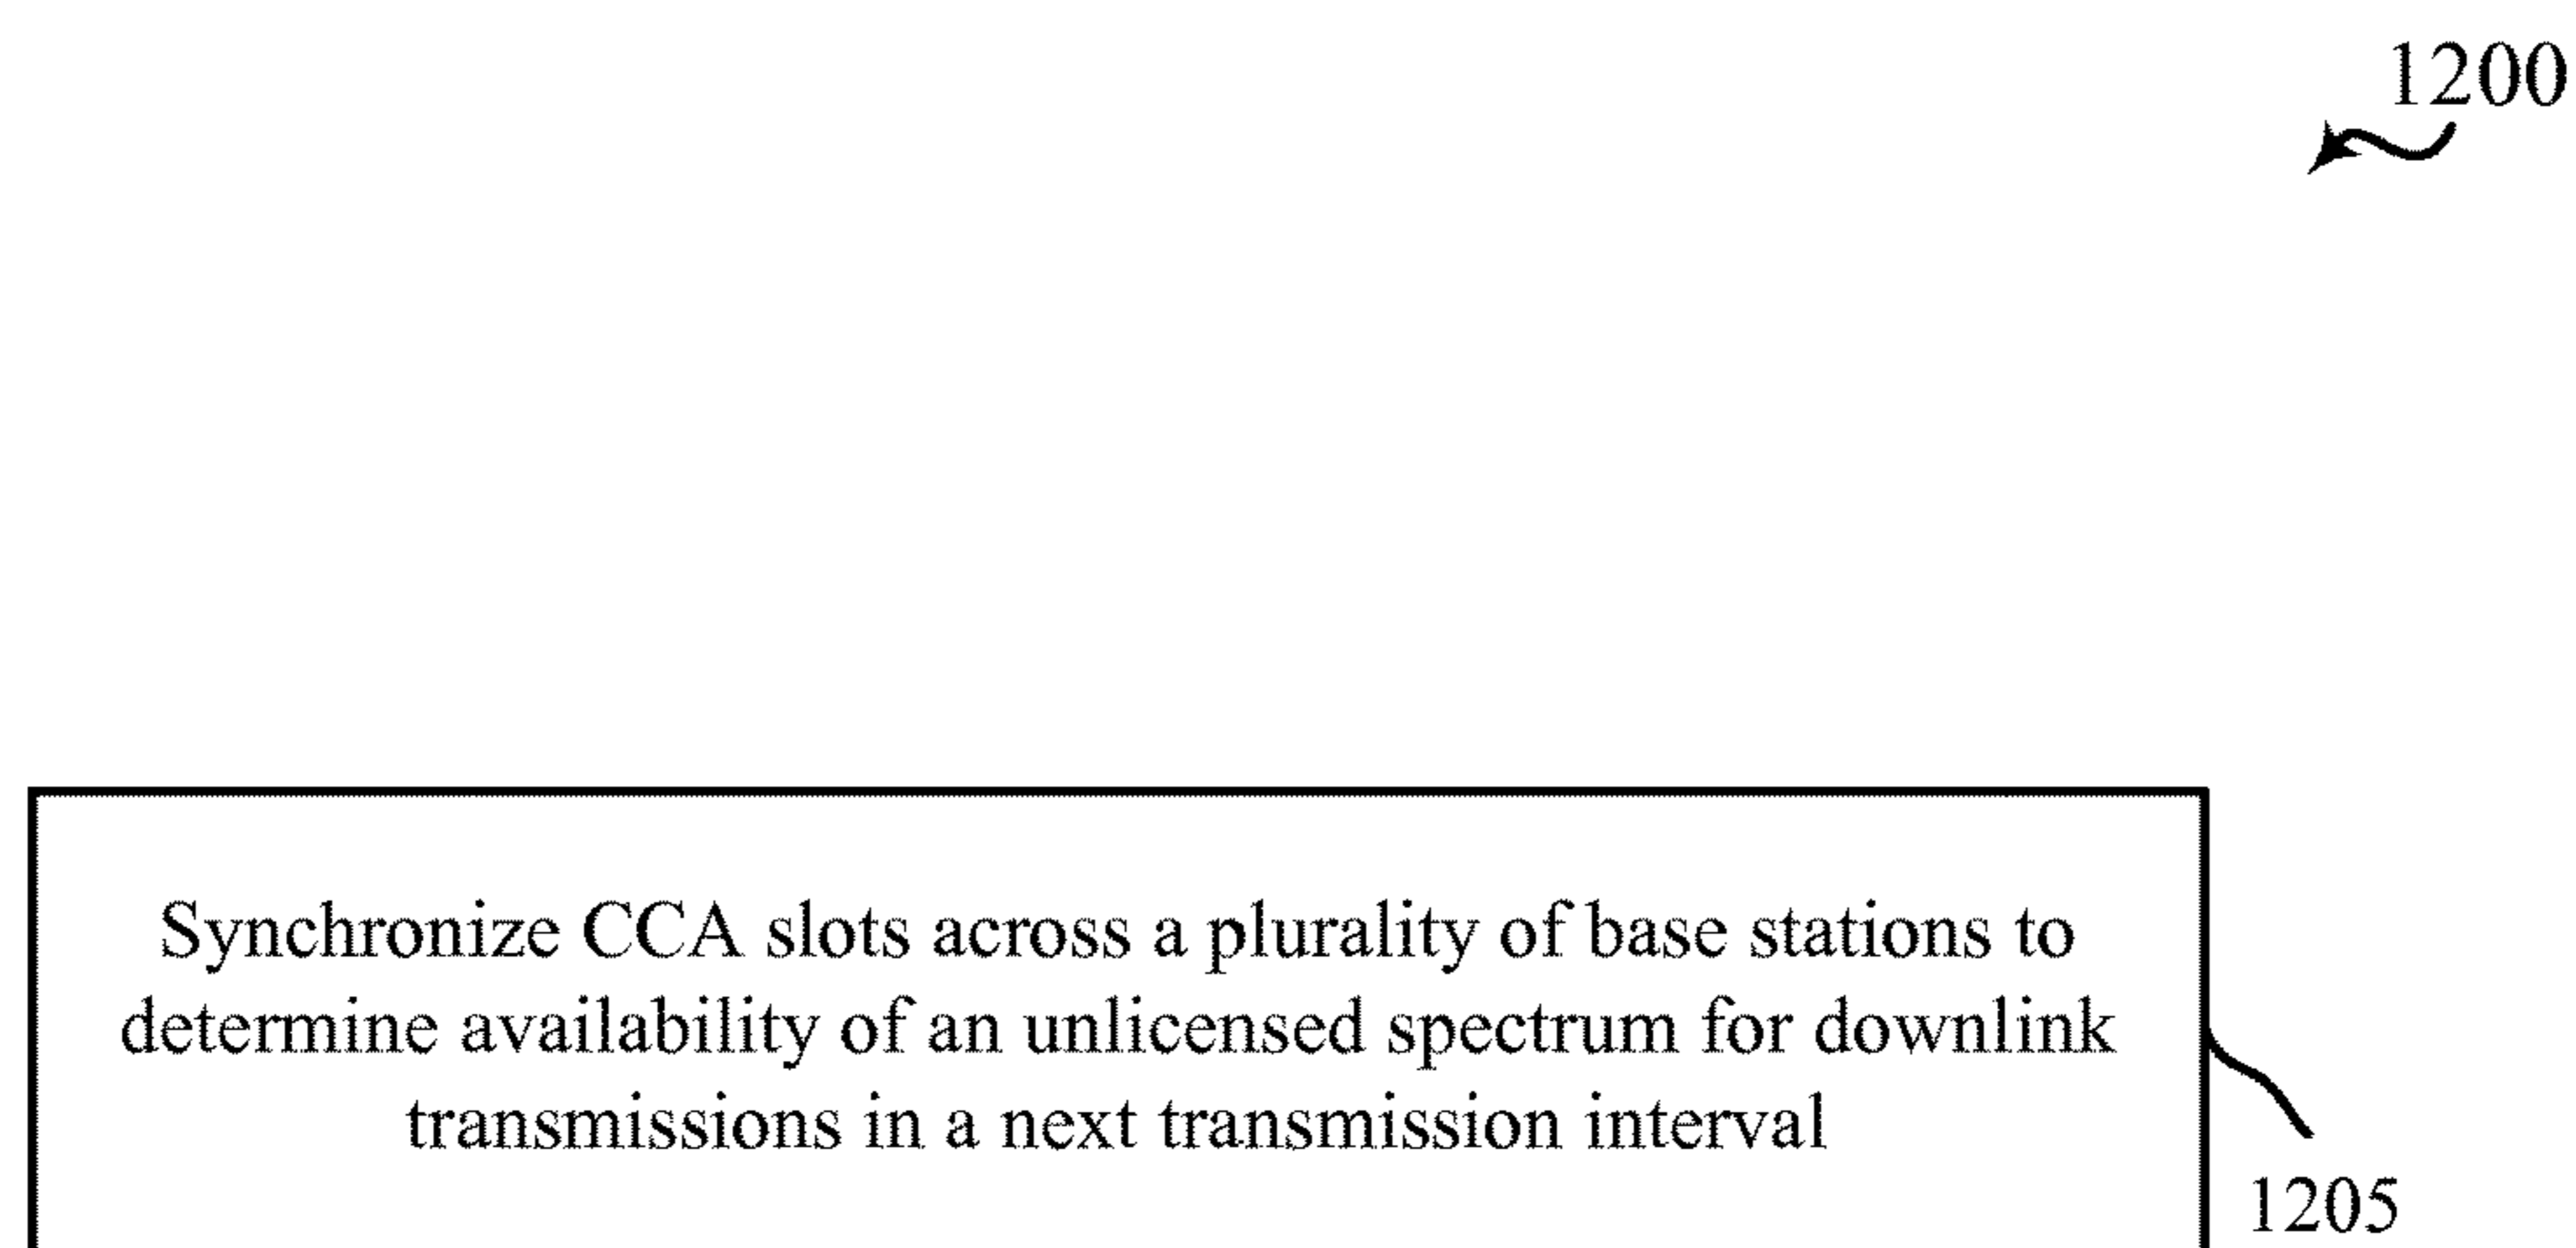 1200
Synchronize CCA slots across a plurality of base stations to
determine availability of an unlicensed spectrum for downlink
transmissions in a next transmission interval
1205